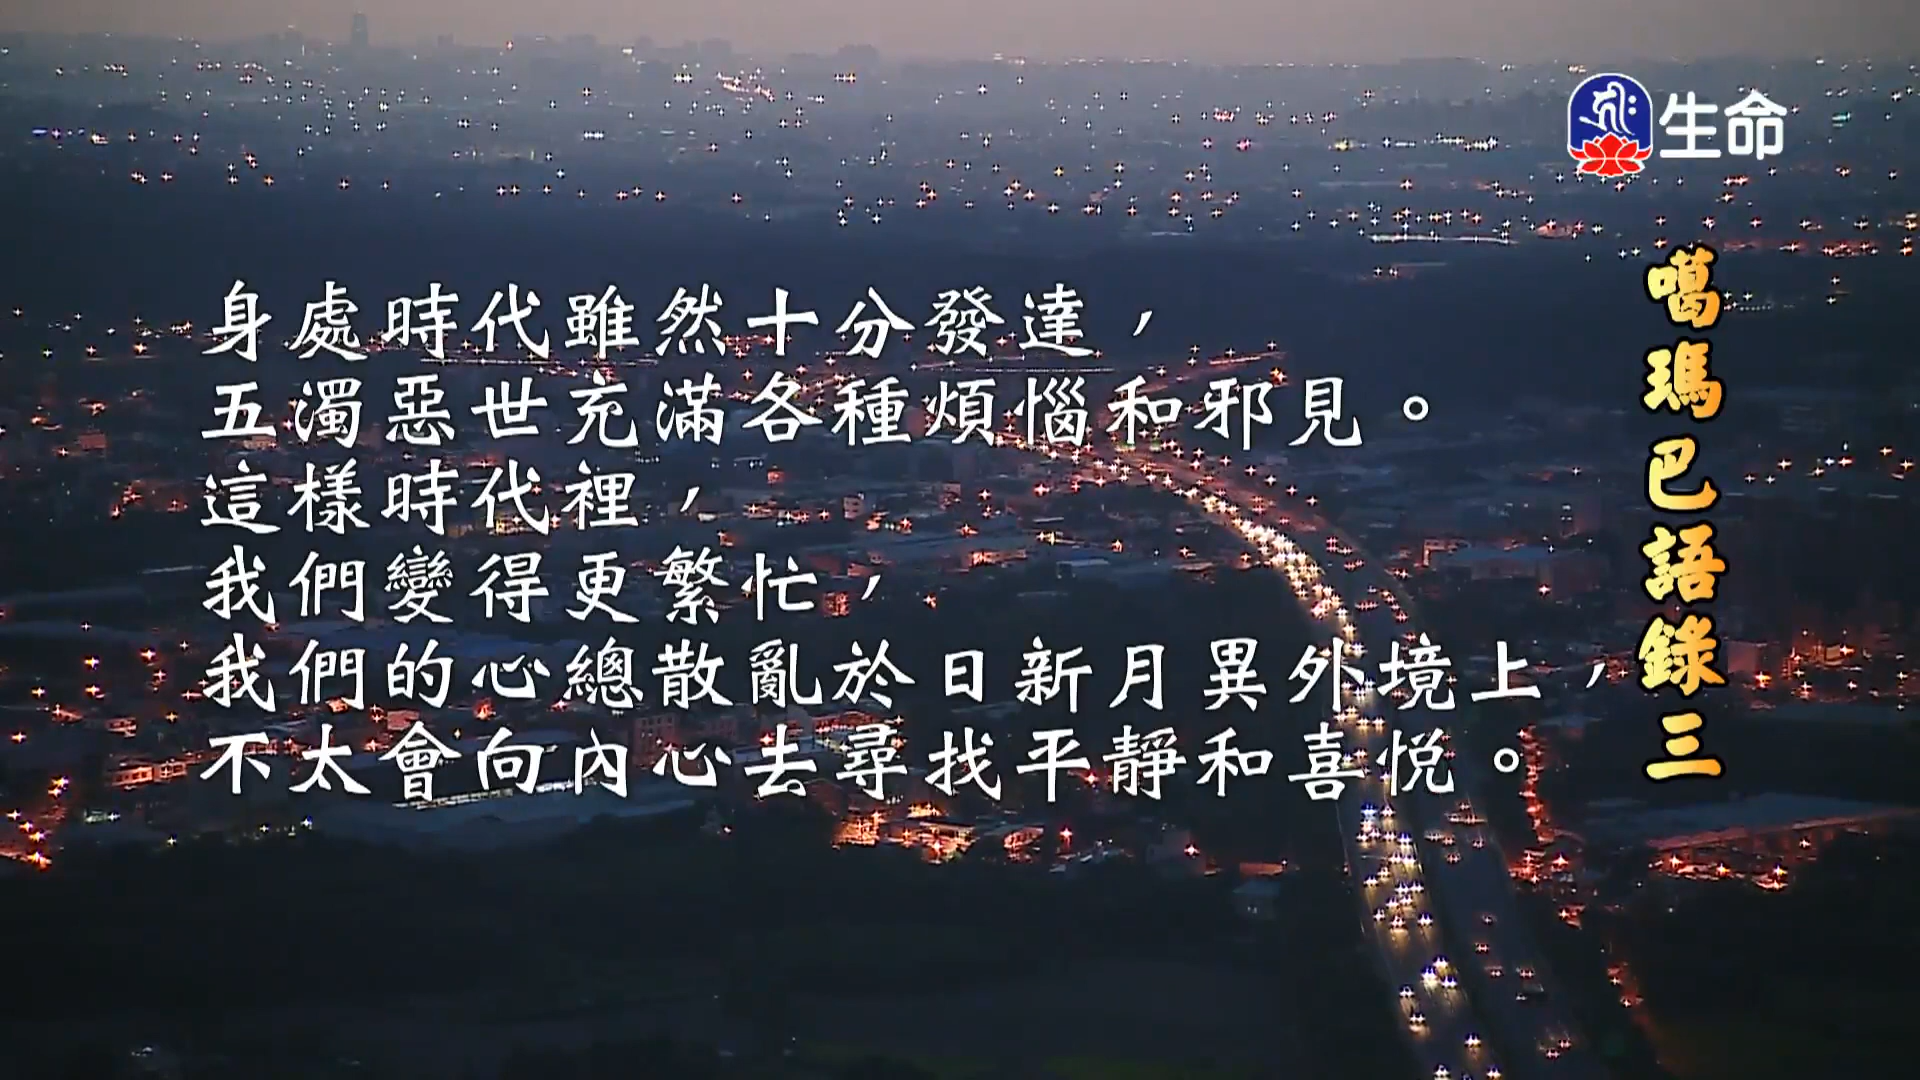 生命
噶瑪巴語錄三
身處時代雖然十分發達，
五濁惡世充滿各種煩惱和邪見。
這樣時代裡，
我們變得更繁忙，
我們的心總散亂於日新月異外境上，
不太會向內心去尋找平靜和喜悅。